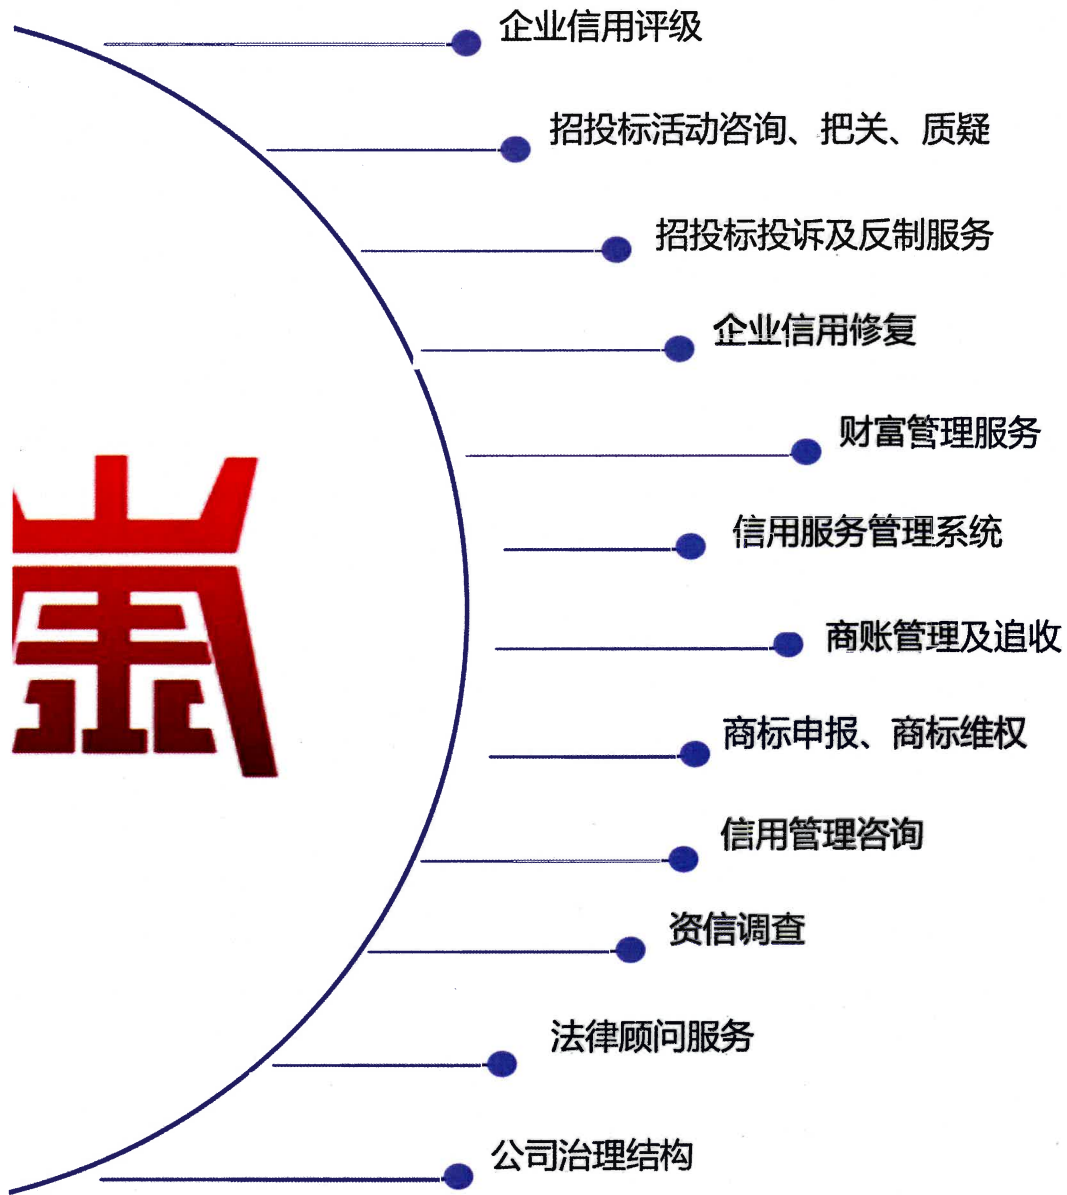 企业信用评级
招投标活动咨询、把关、质疑
招投标投诉及反制服务
企业信用修复
财富管理服务
信用服务管理系统
商账管理及追收
商标申报、商标维权
信用管理咨询
资信调查
法律顾问服务
公司治理结构